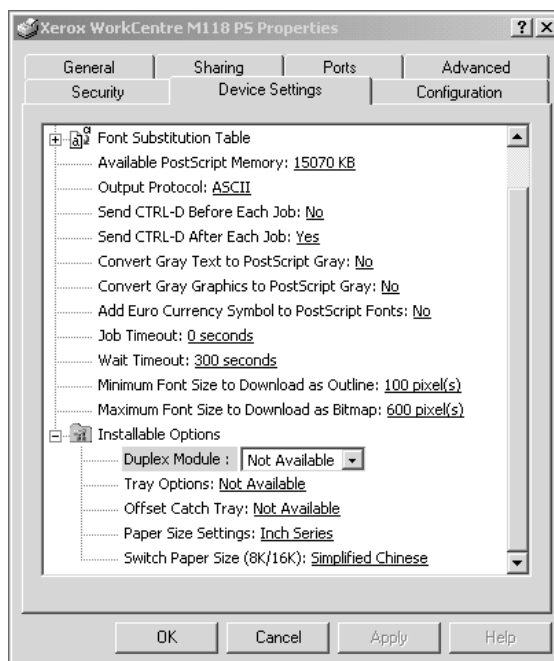 Xerox WorkCentre M118 PS Properties
General Sharing Ports Advanced
Security Device Settings Configuration
Font Substitution Table
Available PostScript Memory: 15070 KB
Output Protocol: ASCII
Send CTRL-D Before Each Job: No
Send CTRL-D After Each Job: Yes
Convert Gray Text to PostScript Gray: No
Convert Gray Graphics to PostScript Gray: No
Add Euro Currency Symbol to PostScript Fonts: No
Job Timeout: 0 seconds
Wait Timeout: 300 seconds
Minimum Font Size to Download as Outline: 100 pixel(s)
Maximum Font Size to Download as Bitmap: 600 pixel(s)
Installable Options
Duplex Module : Not Available
Tray Options: Not Available
Offset Catch Tray: Not Available
Paper Size Settings: Inch Series
Switch Paper Size (8K/16K): Simplified Chinese
OK Cancel Apply Help